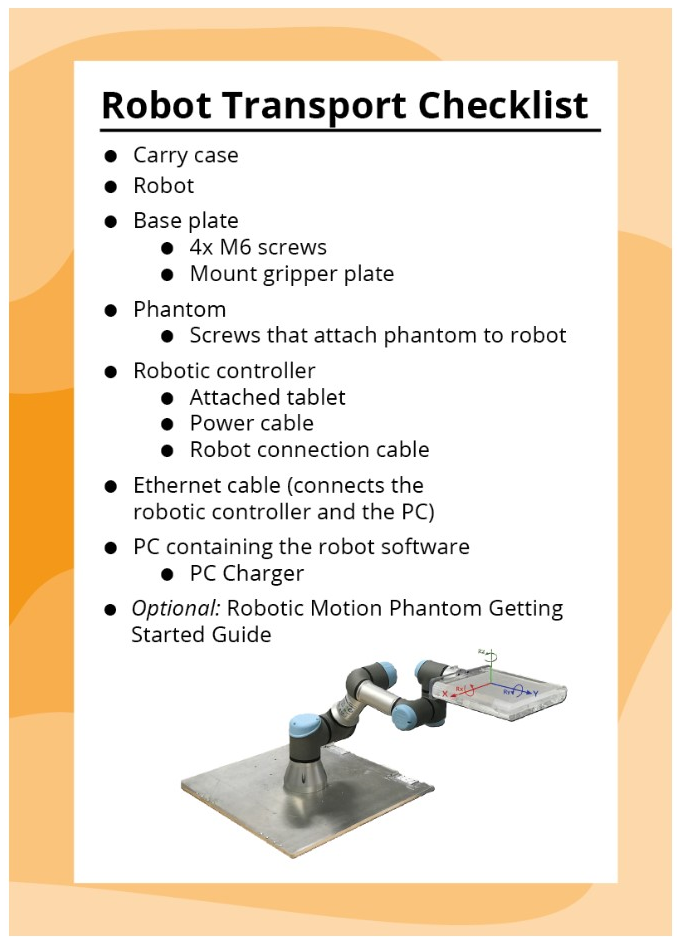 Robot Transport Checklist
● Carry case
● Robot
● Base plate
● 4x M6 screws
● Mount gripper plate
● Phantom
● Screws that attach phantom to robot
● Robotic controller
● Attached tablet
● Power cable
● Robot connection cable
● Ethernet cable (connects the
robotic controller and the PC)
● PC containing the robot software
● PC Charger
● Optional: Robotic Motion Phantom Getting
Started Guide
X
Y